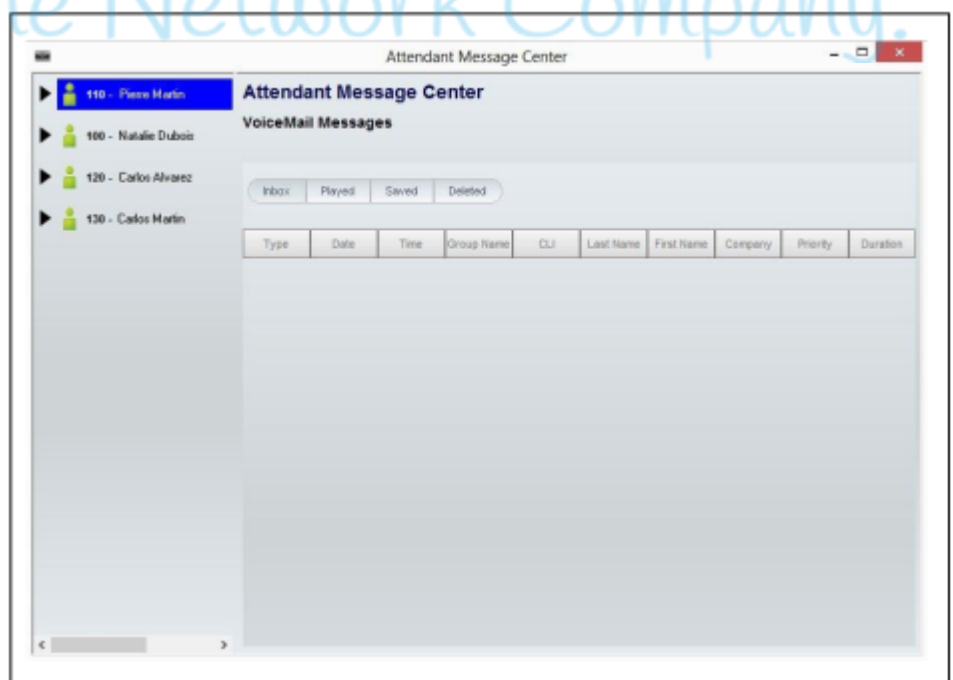 e Network Company.
Attendant Message Center
110 - Pierre Martin
100 - Natalie Dubois
120 - Carlos Alvarez
130 - Carlos Martin
Attendant Message Center
VoiceMail Messages
Inbox Played Saved Deleted
Type Date Time Group Name CLI Last Name First Name Company Priority Duration